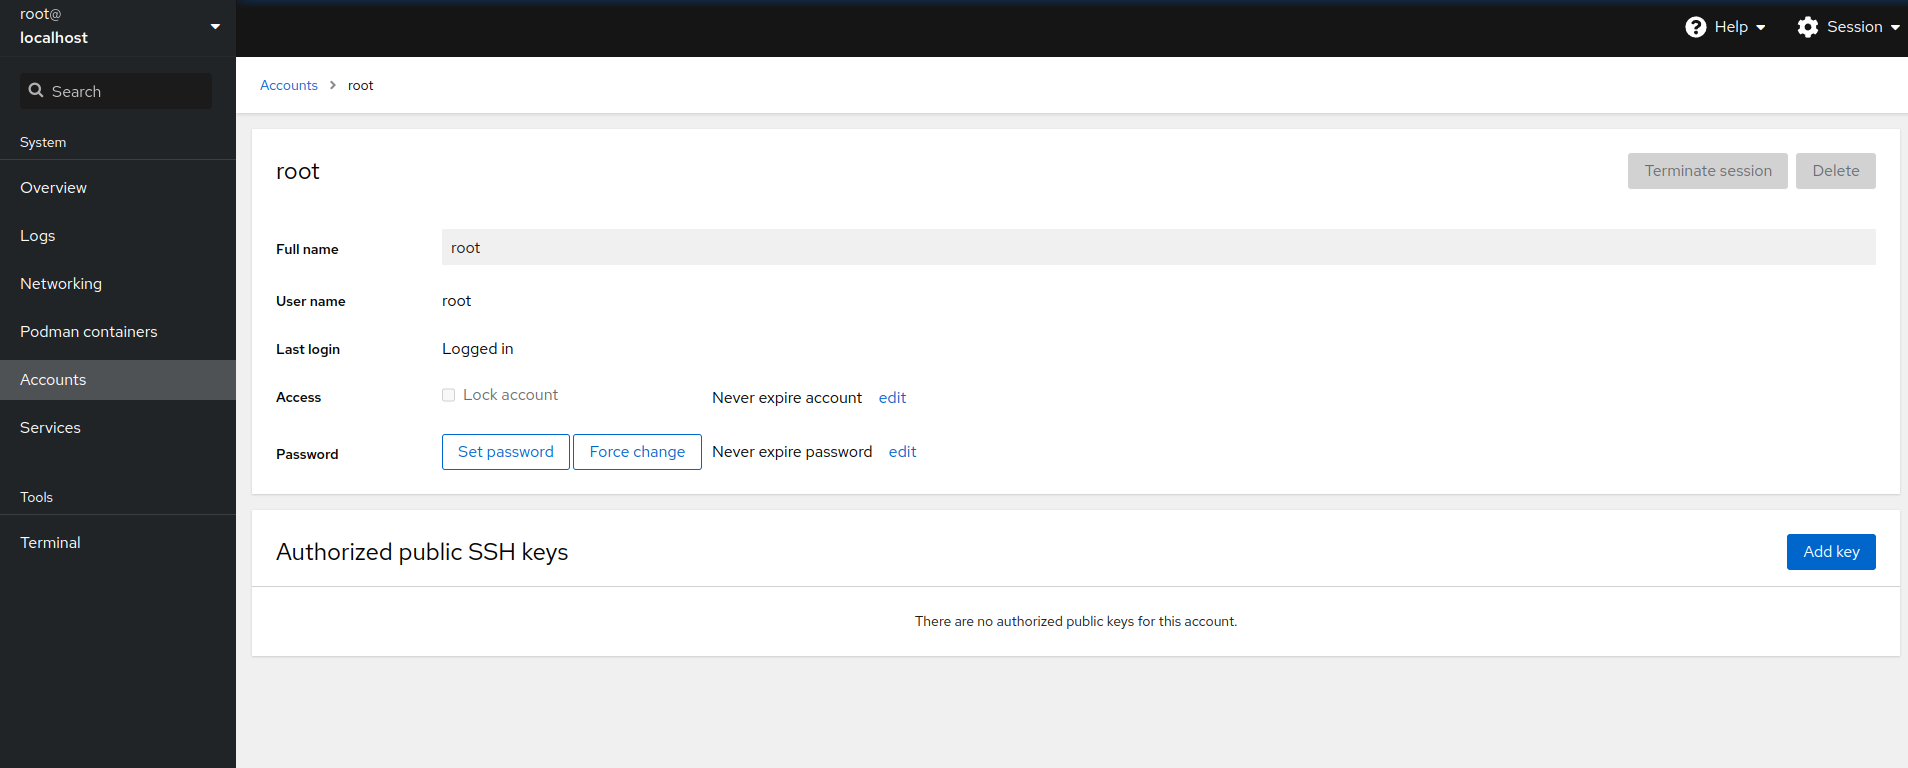 root@
localhost
Help
Session
Search
Accounts
root
System
Overview
Logs
Networking
Podman containers
Accounts
Services
Tools
Terminal
root
Terminate session
Delete
Full name
root
User name
root
Last login
Logged in
Access
Lock account
Never expire account
edit
Password
Set password
Force change
Never expire password
edit
Authorized public SSH keys
Add key
There are no authorized public keys for this account.